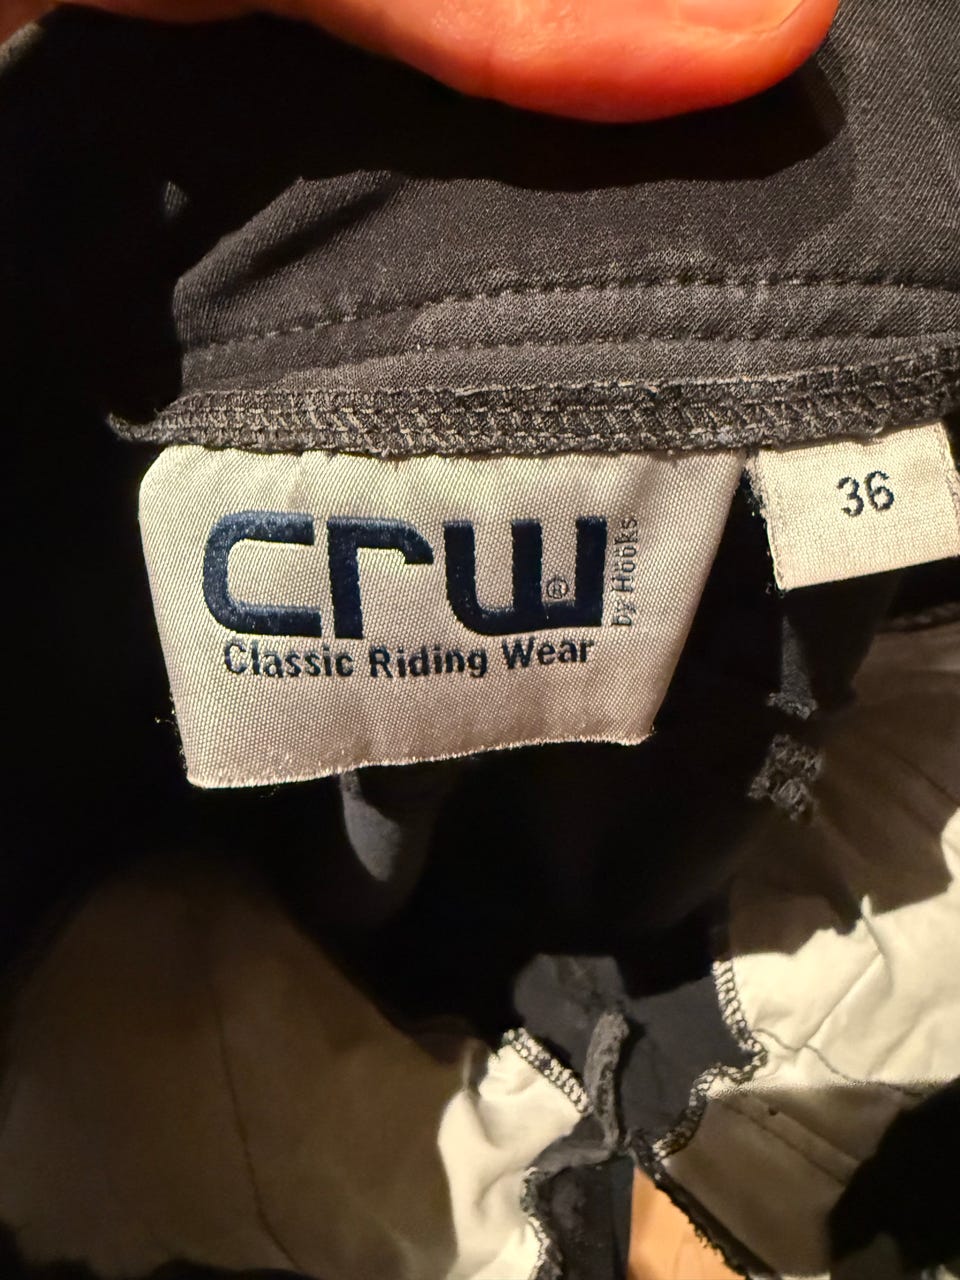 crw®
by Hööks
Classic Riding Wear
36